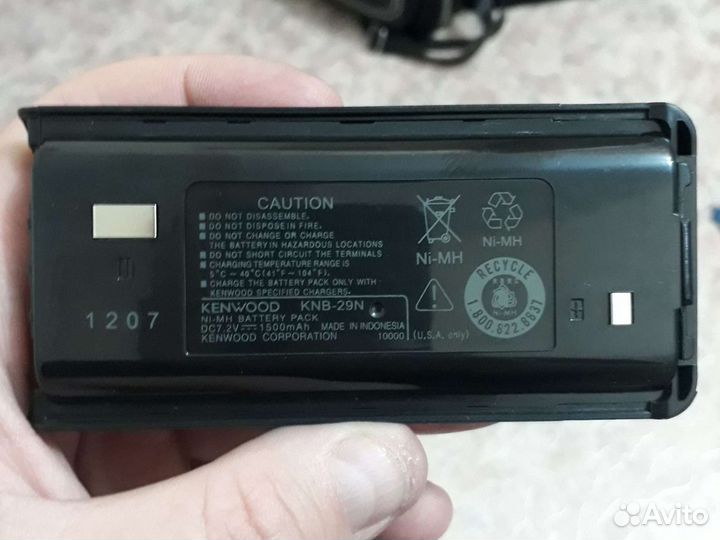 CAUTION
DO NOT DISASSEMBLE.
DO NOT DISPOSE IN FIRE.
DO NOT CHANGE OR CHARGE
THE BATTERY IN HAZARDOUS LOCATIONS
DO NOT SHORT CIRCUIT THE TERMINALS
CHARGING TEMPERATURE RANGE IS
5°C – 40°C(41°F – 104°F).
CHARGE THE BATTERY PACK ONLY WITH
KENWOOD SPECIFIED CHARGERS.
KENWOOD KNB-29N
NI-MH BATTERY PACK
DC7.2V 1500mAh MADE IN INDONESIA
KENWOOD CORPORATION 10000
Ni-MH
Ni-MH
RECYCLE
Ni-MH
1.800.822.8837
(U.S.A. only)
1207
Avito